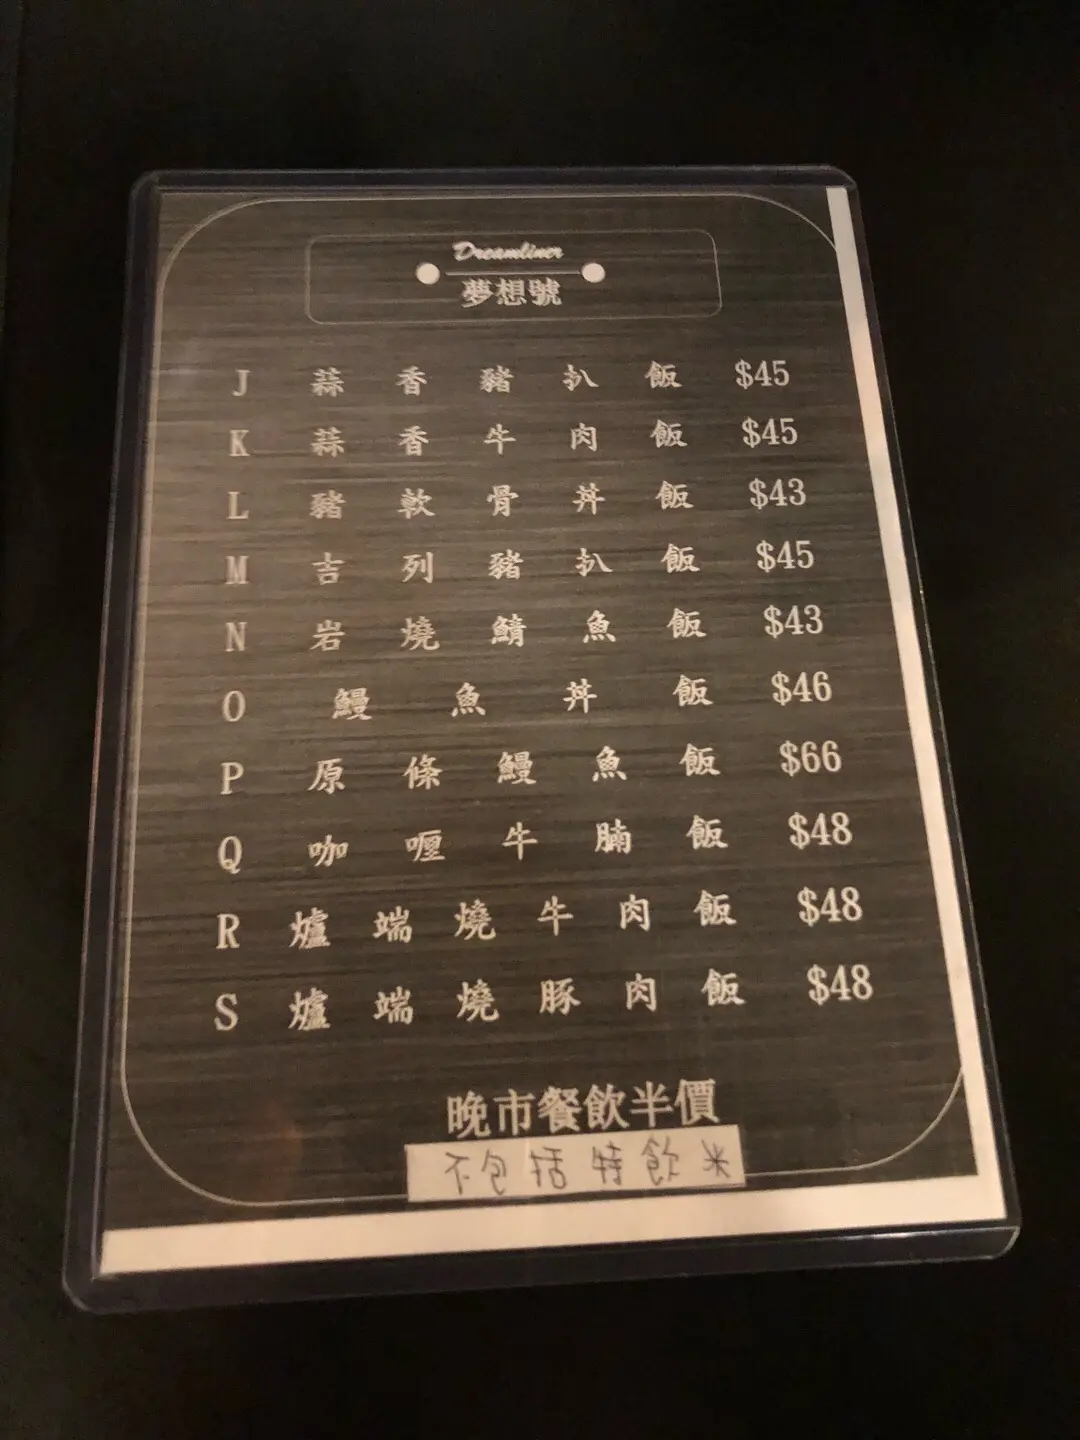 Dreamliner
夢想號
J 蒜香豬扒飯 $45
K 蒜香牛肉飯 $45
L 豬軟骨丼飯 $43
M 吉列豬扒飯 $45
N 岩燒鯖魚飯 $43
O 鰻魚丼飯 $46
P 原條鰻魚飯 $66
Q 咖喱牛腩飯 $48
R 爐端燒牛肉飯 $48
S 爐端燒豚肉飯 $48
晚市餐飲半價
不包括特飲米